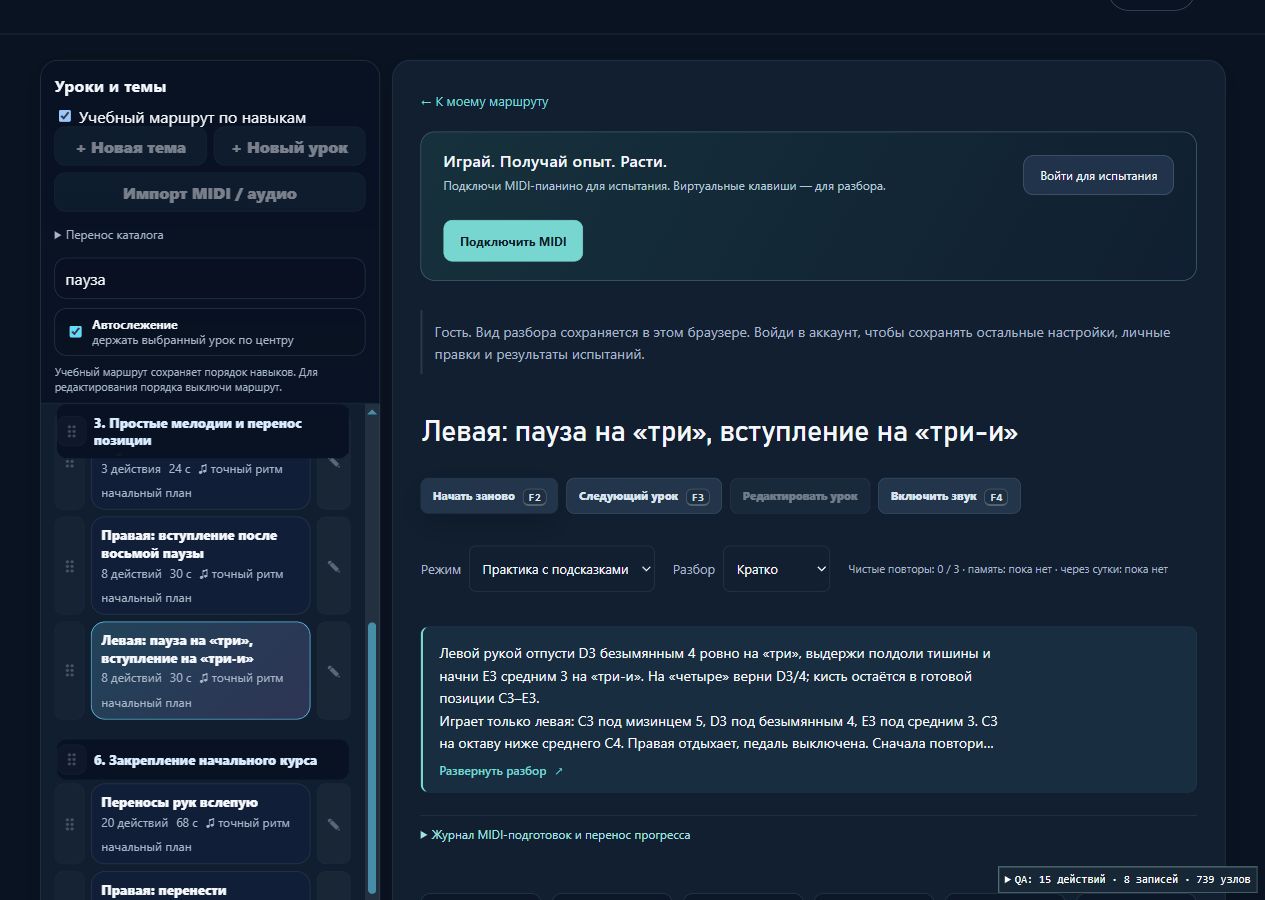 Уроки и темы
Учебный маршрут по навыкам
+ Новая тема
+ Новый урок
Импорт MIDI / аудио
▶ Перенос каталога
пауза
Автослежение
держать выбранный урок по центру
Учебный маршрут сохраняет порядок навыков. Для
редактирования порядка выключи маршрут.
3. Простые мелодии и перенос
позиции
3 действия 24 с ♫ точный ритм
начальный план
Правая: вступление после
восьмой паузы
8 действий 30 с ♫ точный ритм
начальный план
Левая: пауза на «три»,
вступление на «три-и»
8 действий 30 с ♫ точный ритм
начальный план
6. Закрепление начального курса
Переносы рук вслепую
20 действий 68 с ♫ точный ритм
начальный план
Правая: перенести
← К моему маршруту
Играй. Получай опыт. Расти.
Подключи MIDI-пианино для испытания. Виртуальные клавиши — для разбора.
Войти для испытания
Подключить MIDI
Гость. Вид разбора сохраняется в этом браузере. Войди в аккаунт, чтобы сохранять остальные настройки, личные
правки и результаты испытаний.
Левая: пауза на «три», вступление на «три-и»
Начать заново F2
Следующий урок F3
Редактировать урок
Включить звук F4
Режим
Практика с подсказками
Разбор
Кратко
Чистые повторы: 0 / 3 · память: пока нет · через сутки: пока нет
Левой рукой отпусти D3 безымянным 4 ровно на «три», выдержи полдоли тишины и
начни E3 средним 3 на «три-и». На «четыре» верни D3/4; кисть остаётся в готовой
позиции C3–E3.
Играет только левая: C3 под мизинцем 5, D3 под безымянным 4, E3 под средним 3. C3
на октаву ниже среднего C4. Правая отдыхает, педаль выключена. Сначала повтори...
Развернуть разбор ↗
▶ Журнал MIDI-подготовок и перенос прогресса
▶ QA: 15 действий · 8 записей · 739 узлов